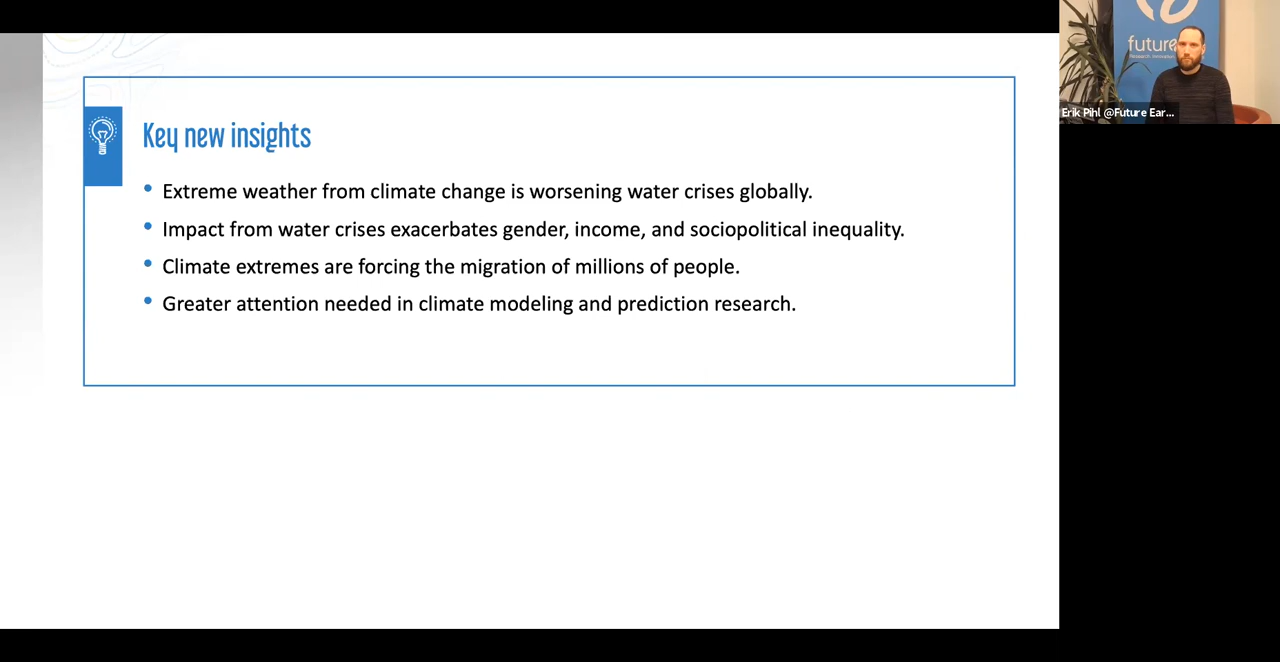 Key new insights
• Extreme weather from climate change is worsening water crises globally.
• Impact from water crises exacerbates gender, income, and sociopolitical inequality.
• Climate extremes are forcing the migration of millions of people.
• Greater attention needed in climate modeling and prediction research.
future
Erik Pihl @Future Ear...